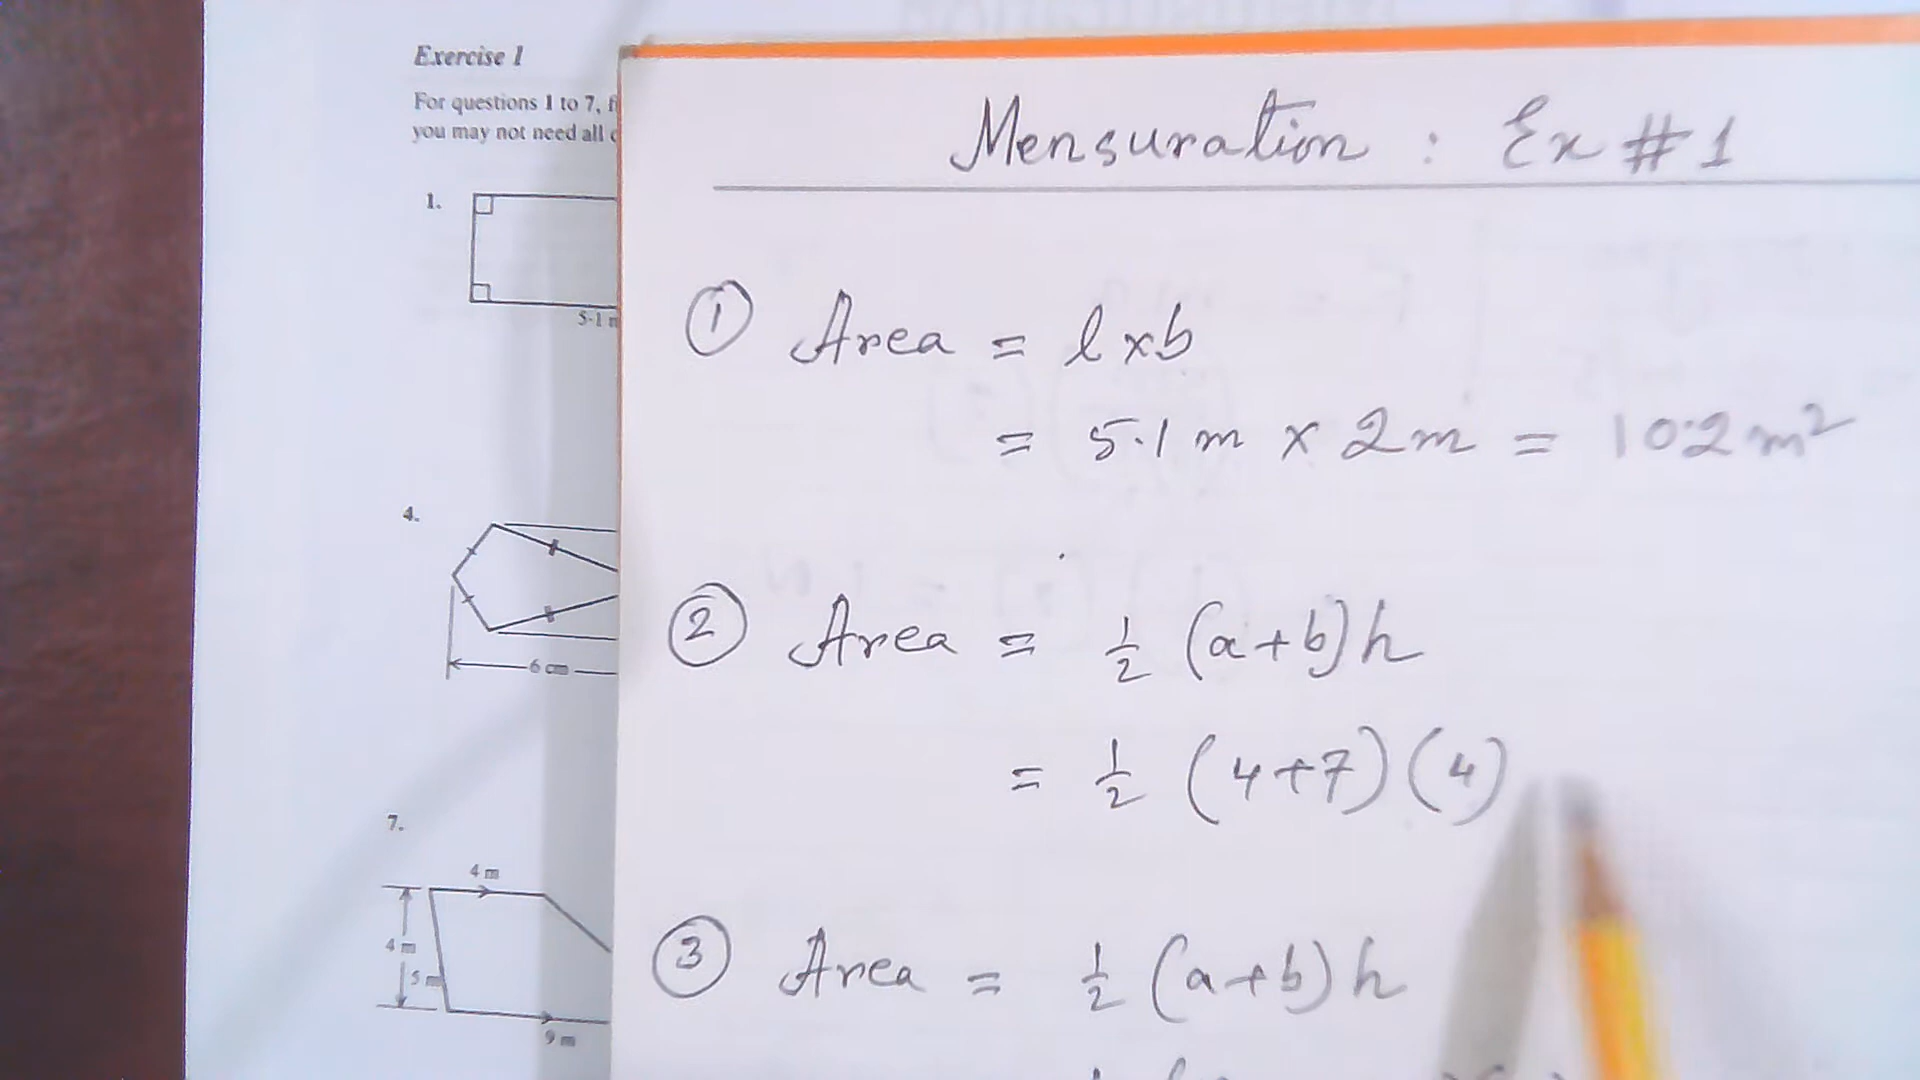 Exercise 1
For questions 1 to 7,
you may not need all
1.
5·1
4.
6 cm
7.
4 m
4 m
5 m
9 m
Mensuration : Ex # 1
① Area = l × b
= 5.1 m × 2 m = 10.2 m²
② Area = ½ (a+b) h
= ½ (4+7) (4)
③ Area = ½ (a+b) h